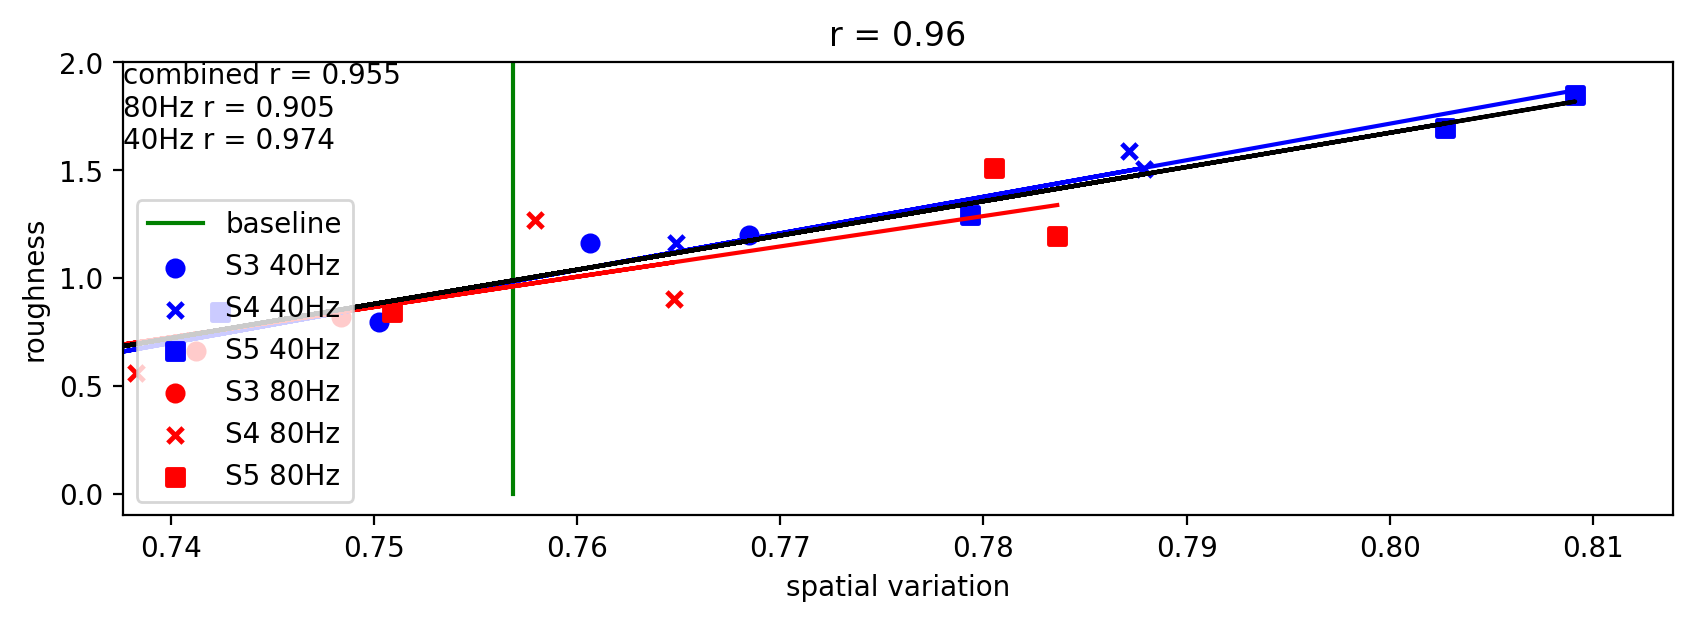 r = 0.96
combined r = 0.955
80Hz r = 0.905
40Hz r = 0.974
baseline
S3 40Hz
S4 40Hz
S5 40Hz
S3 80Hz
S4 80Hz
S5 80Hz
roughness
2.0
1.5
1.0
0.5
0.0
0.74 0.75 0.76 0.77 0.78 0.79 0.80 0.81
spatial variation